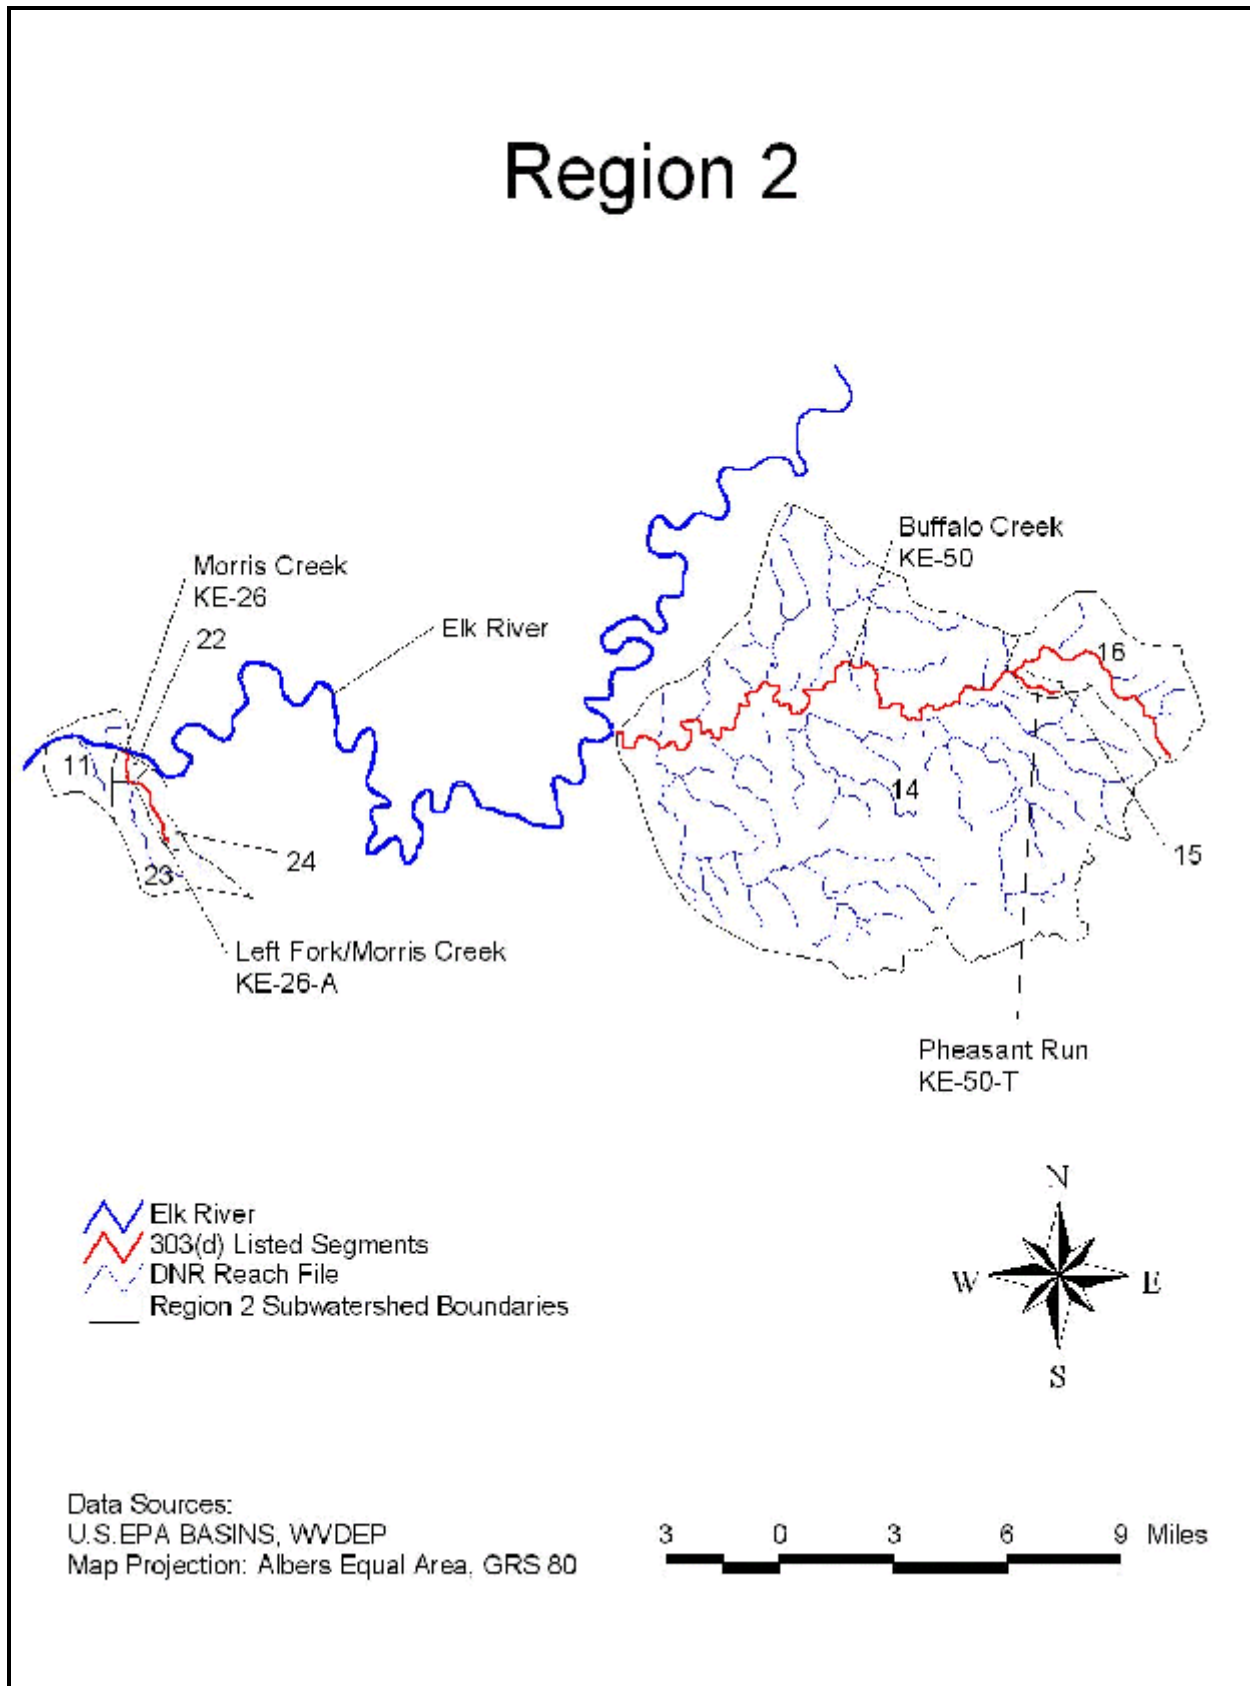 Region 2
Buffalo Creek
KE-50
Morris Creek
KE-26
22
Elk River
16
11
14
24
15
23
Left Fork/Morris Creek
KE-26-A
Pheasant Run
KE-50-T
N
W
E
S
Elk River
303(d) Listed Segments
DNR Reach File
Region 2 Subwatershed Boundaries
Data Sources:
U.S.EPA BASINS, WVDEP
Map Projection: Albers Equal Area, GRS 80
3 0 3 6 9 Miles